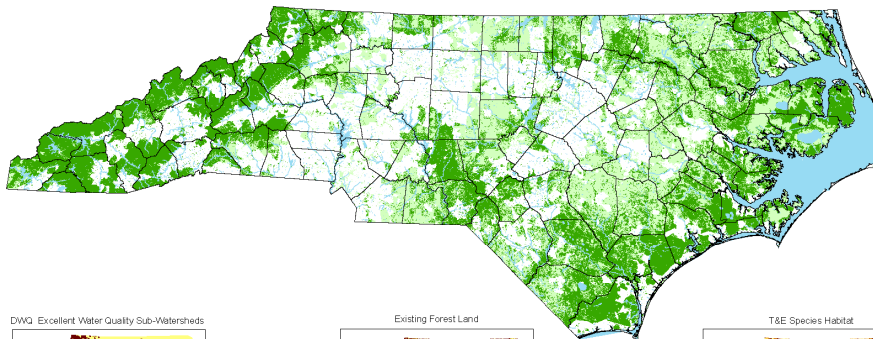 DWQ Excellent Water Quality Sub-Watersheds
Existing Forest Land
T&E Species Habitat